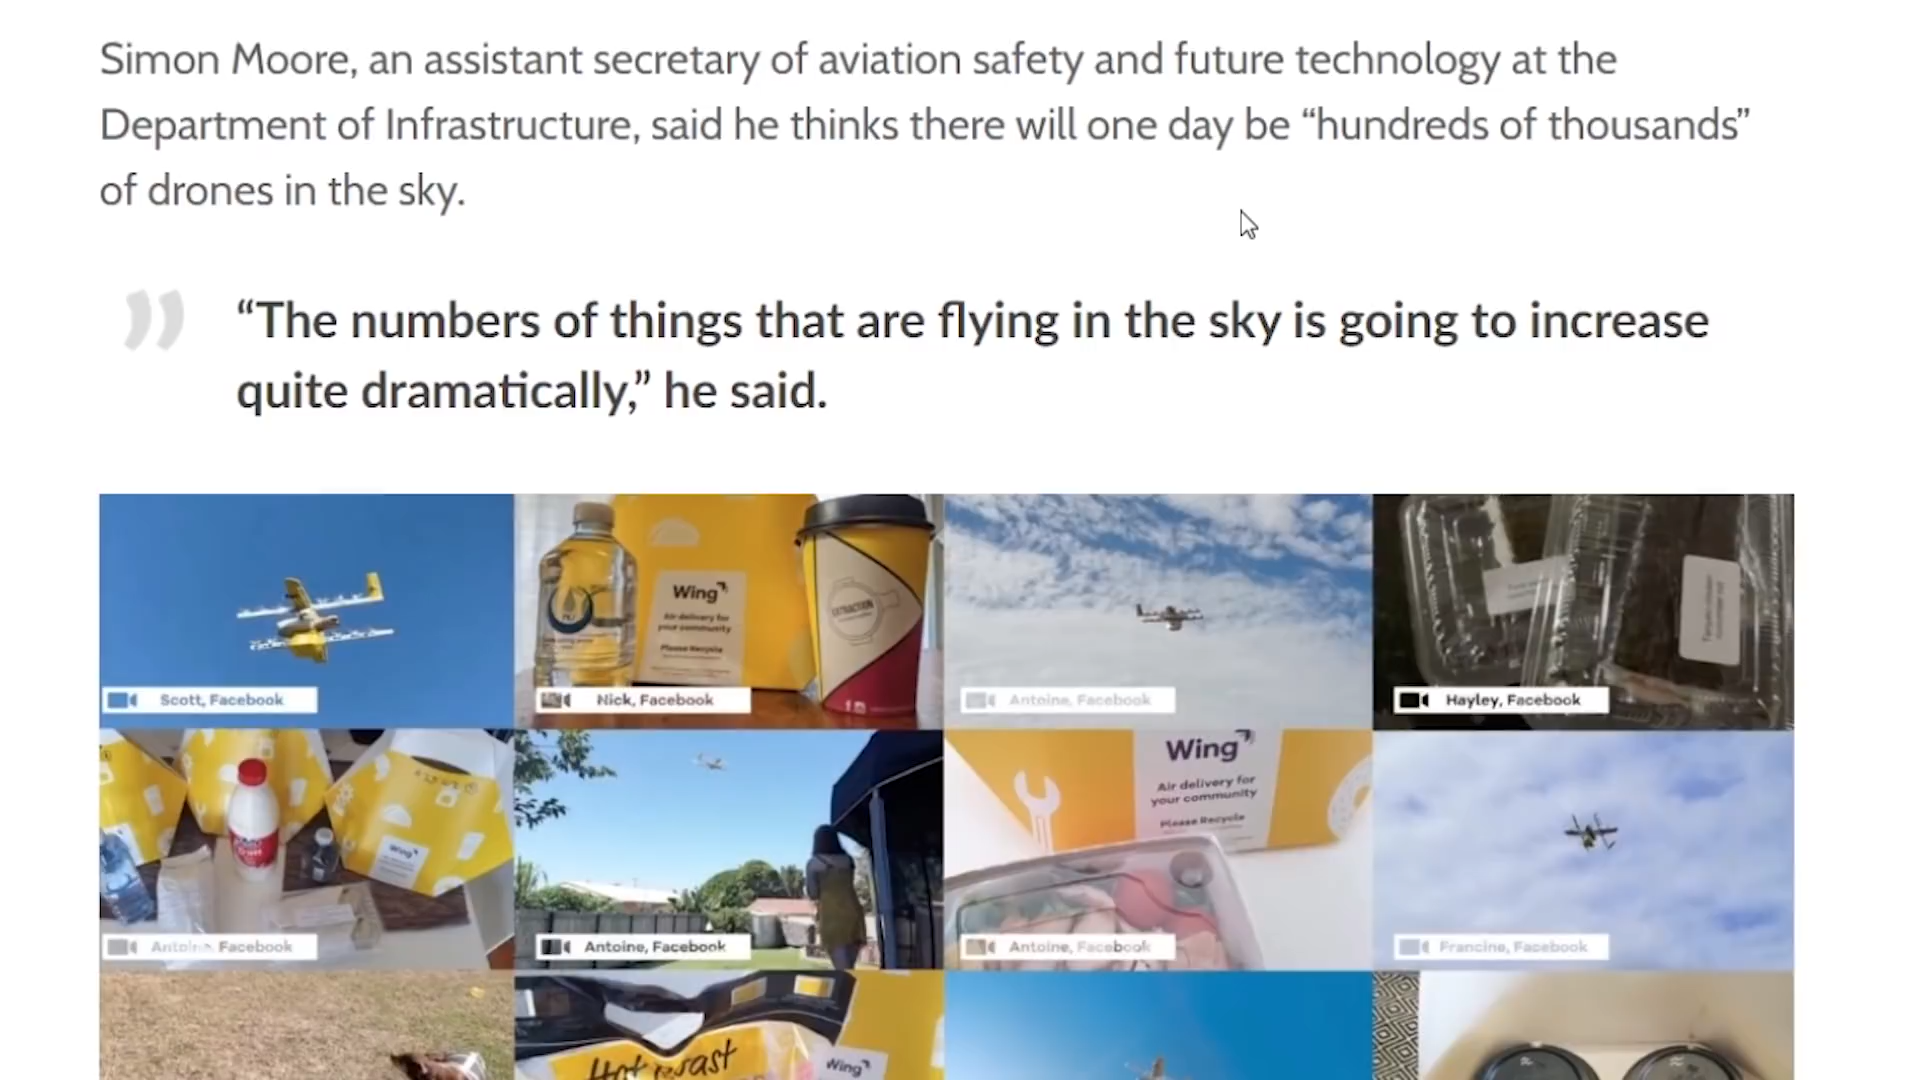 Simon Moore, an assistant secretary of aviation safety and future technology at the
Department of Infrastructure, said he thinks there will one day be “hundreds of thousands”
of drones in the sky.
“The numbers of things that are flying in the sky is going to increase
quite dramatically,” he said.
Wing
Air delivery for
your community
Please Recycle
EXTRACTION
Scott, Facebook
Nick, Facebook
Antoine, Facebook
Hayley, Facebook
Wing
Wing
Air delivery for
your community
Please Recycle
Antoine, Facebook
Antoine, Facebook
Antoine, Facebook
Francine, Facebook
Hot
Wing